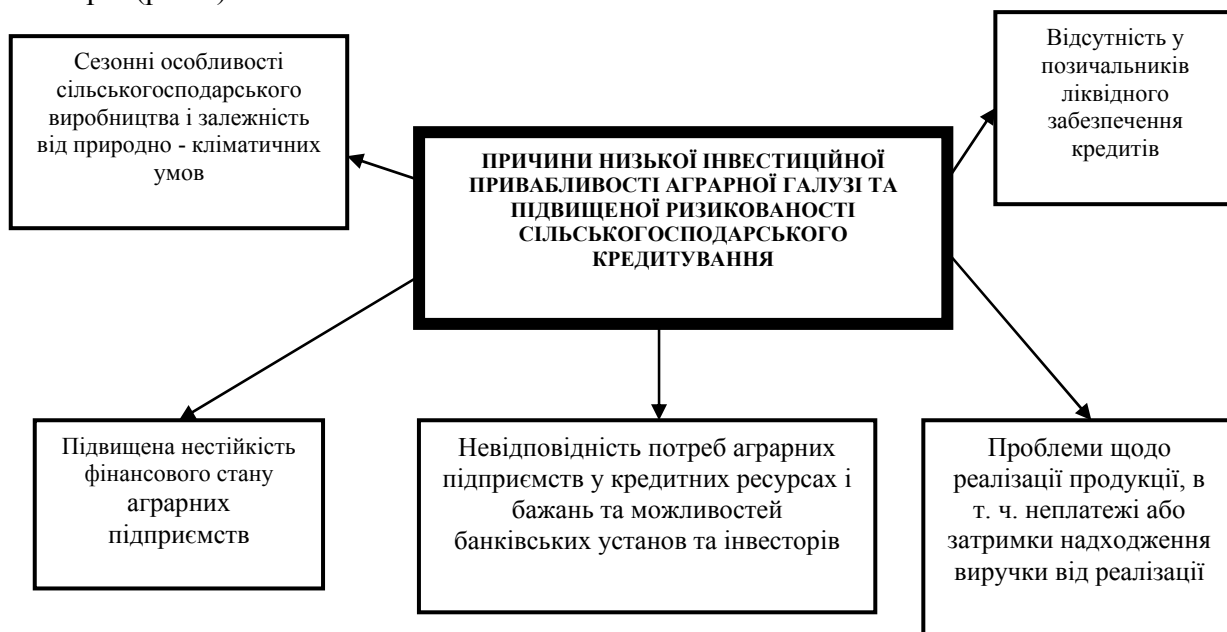 Сезонні особливості
сільськогосподарського
виробництва і залежність
від природно - кліматичних
умов
Відсутність у
позичальників
ліквідного
забезпечення
кредитів
ПРИЧИНИ НИЗЬКОЇ ІНВЕСТИЦІЙНОЇ
ПРИВАБЛИВОСТІ АГРАРНОЇ ГАЛУЗІ ТА
ПІДВИЩЕНОЇ РИЗИКОВАНОСТІ
СІЛЬСЬКОГОСПОДАРСЬКОГО
КРЕДИТУВАННЯ
Підвищена нестійкість
фінансового стану
аграрних
підприємств
Невідповідність потреб аграрних
підприємств у кредитних ресурсах і
бажань та можливостей
банківських установ та інвесторів
Проблеми щодо
реалізації продукції, в
т. ч. неплатежі або
затримки надходження
виручки від реалізації